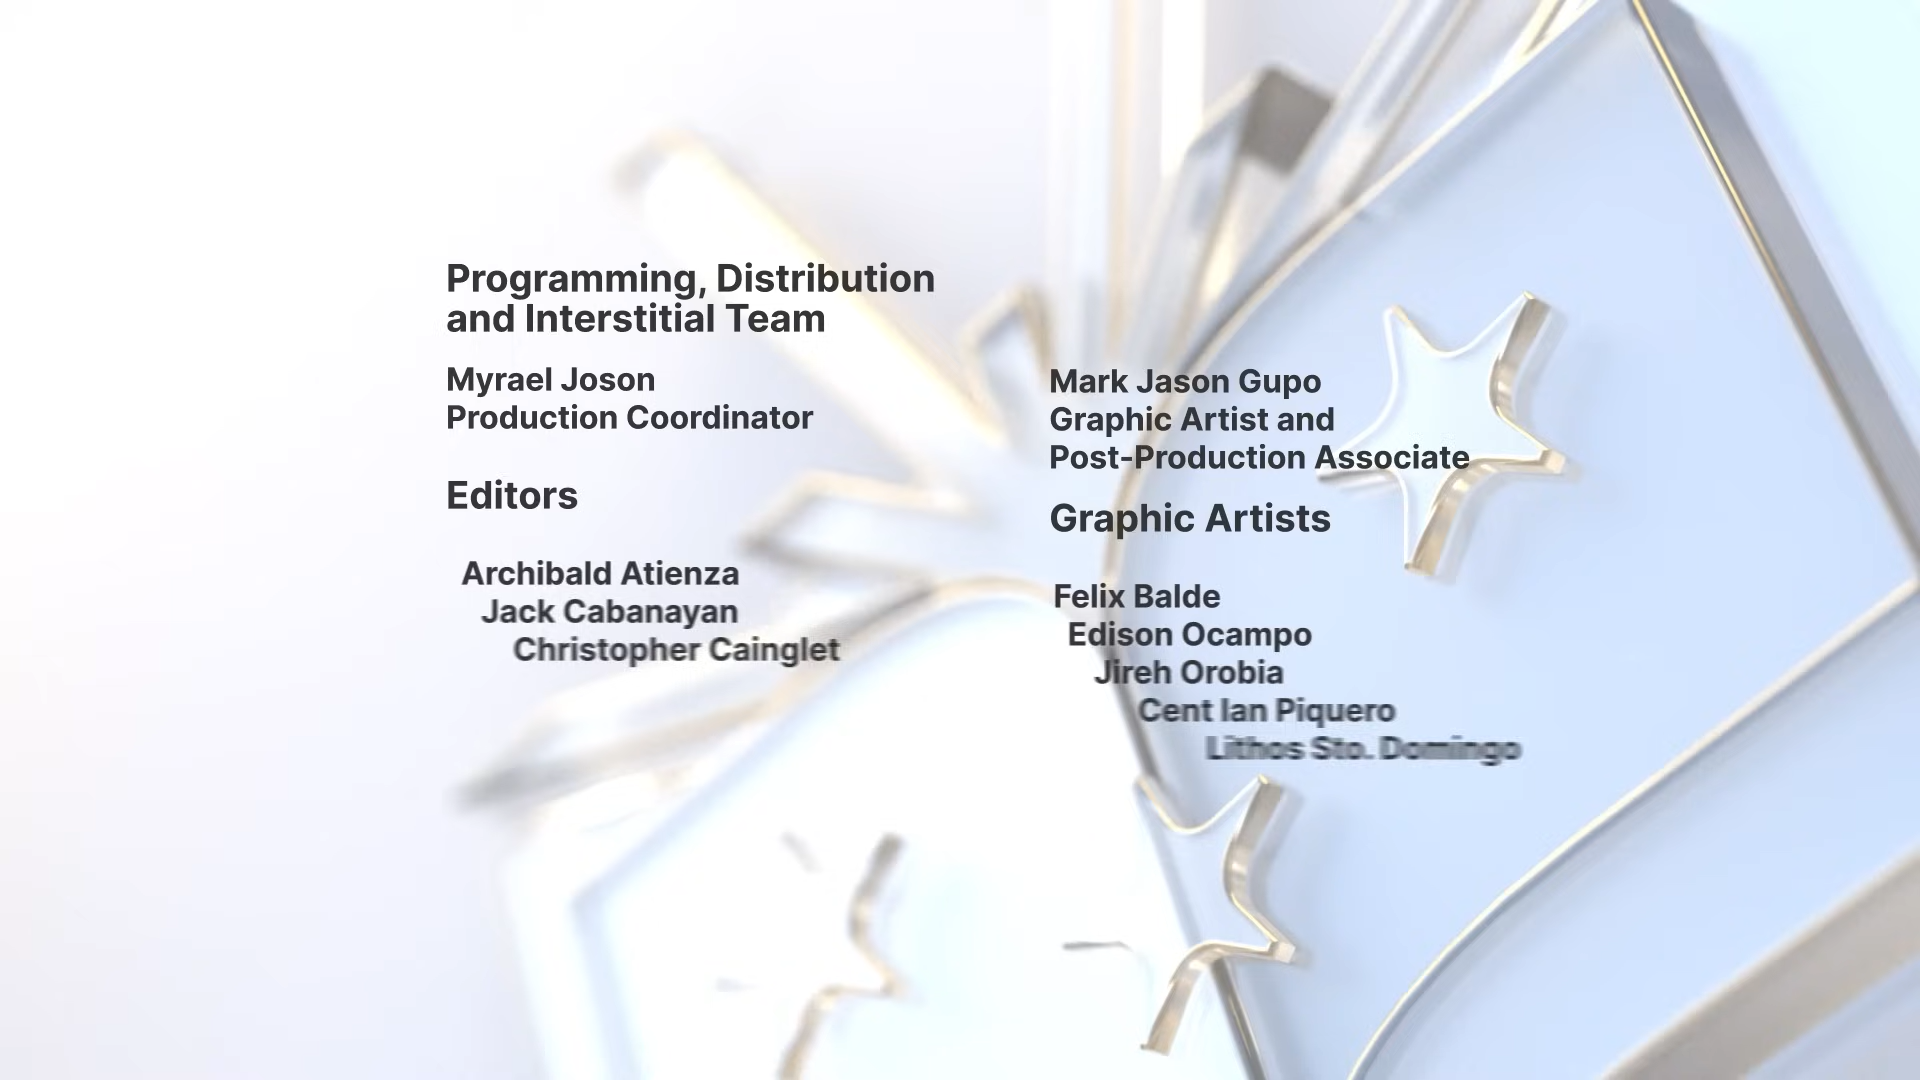 Programming, Distribution
and Interstitial Team
Myrael Joson
Production Coordinator
Editors
Archibald Atienza
Jack Cabanayan
Christopher Cainglet
Mark Jason Gupo
Graphic Artist and
Post-Production Associate
Graphic Artists
Felix Balde
Edison Ocampo
Jireh Orobia
Cent Ian Piquero
Lithos Sto. Domingo